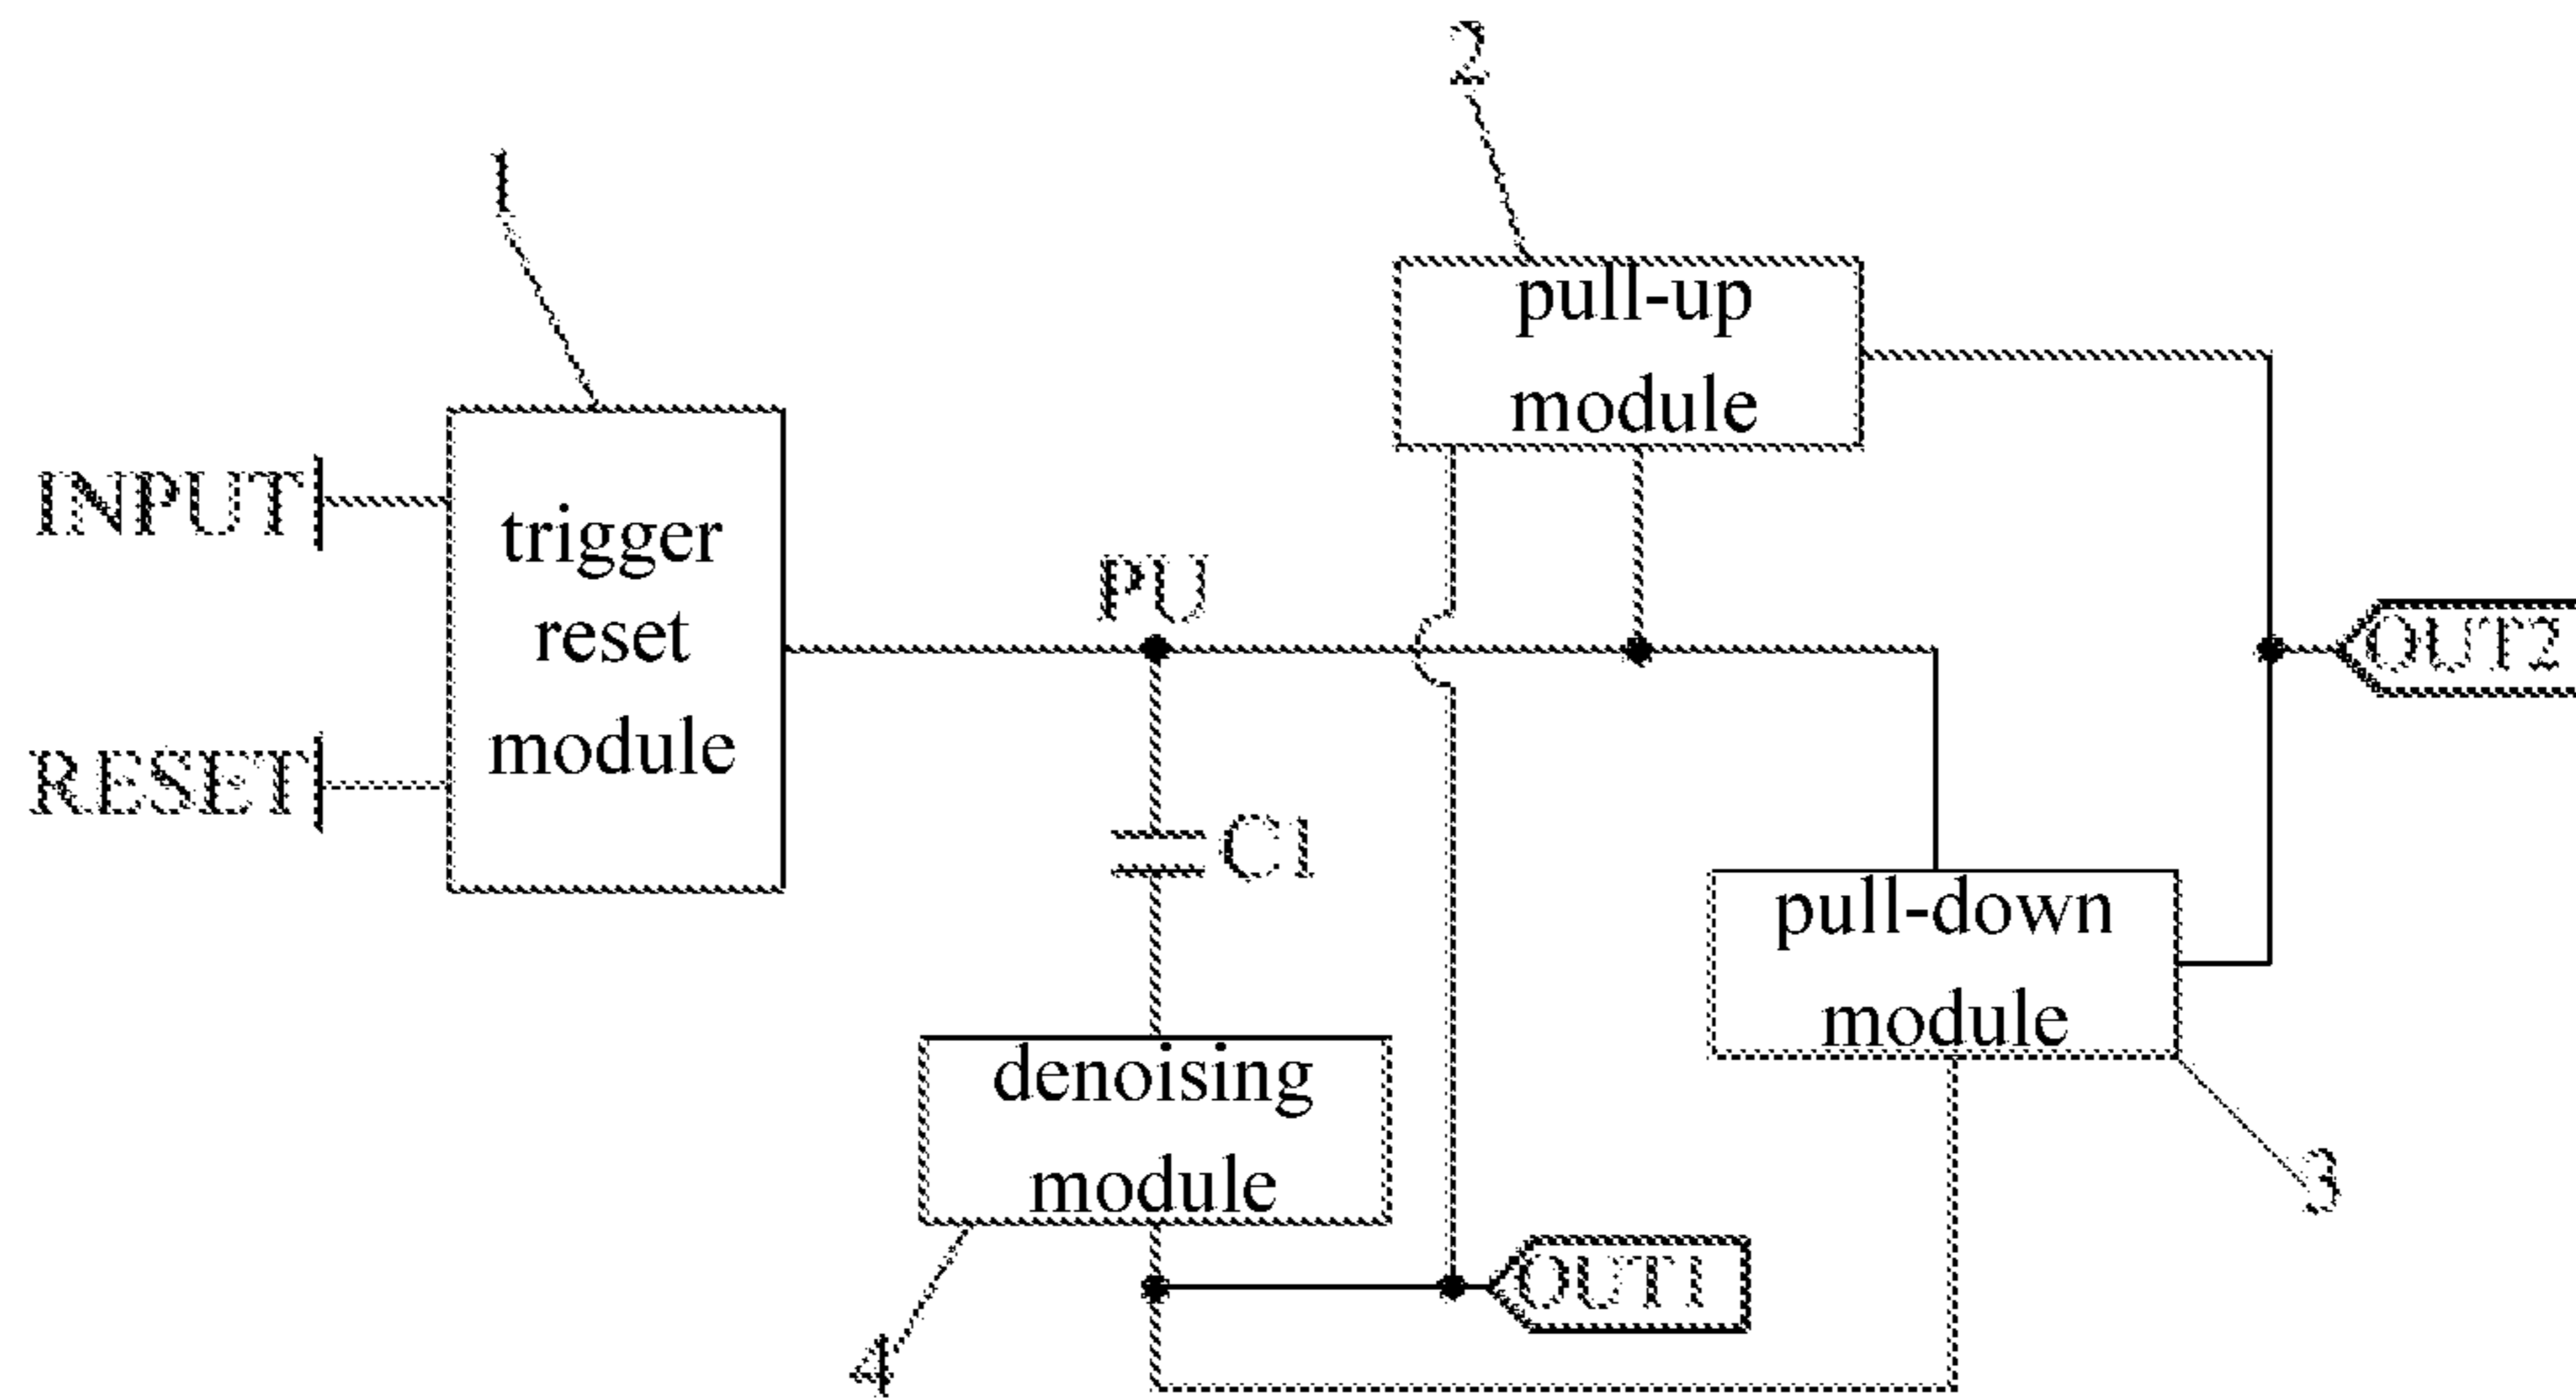 2
1
pull-up
module
INPUT
trigger
reset
module
PU
OUT2
RESET
C1
pull-down
module
denoising
module
3
OUT1
4